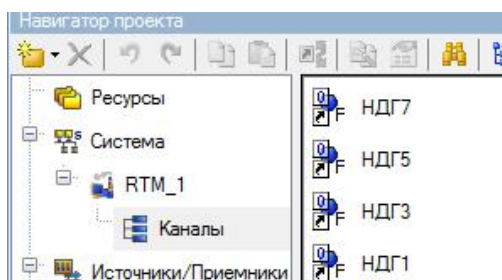 Навигатор проекта
Ресурсы
Система
RTM_1
Каналы
Источники/Приемники
F НДГ7
F НДГ5
F НДГ3
F НДГ1